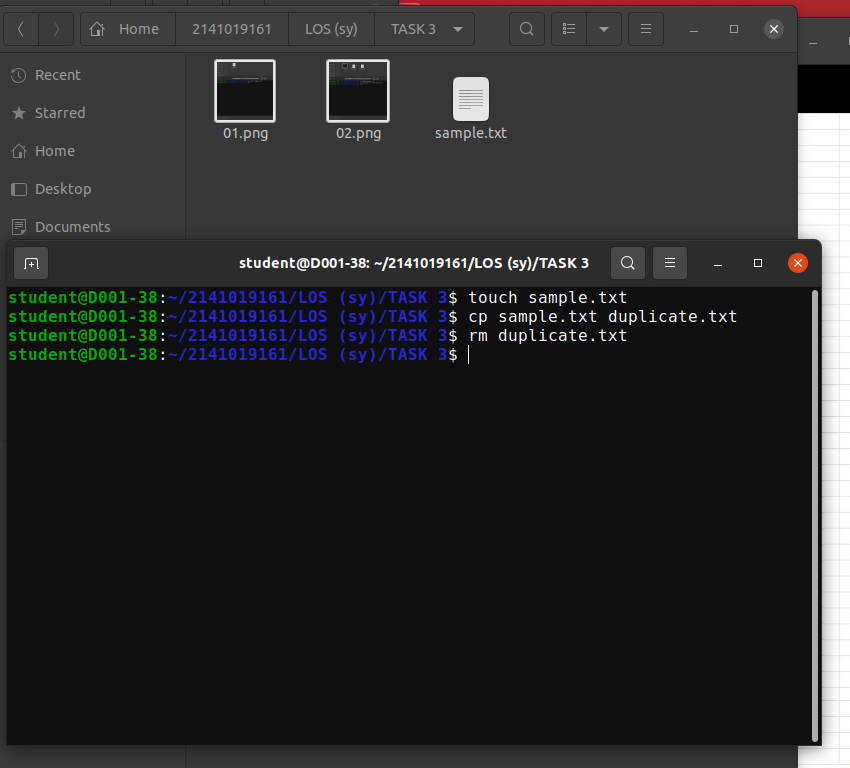 Home 2141019161 LOS (sy) TASK 3
Recent
Starred
Home
Desktop
Documents
01.png 02.png sample.txt
student@D001-38: ~/2141019161/LOS (sy)/TASK 3
student@D001-38:~/2141019161/LOS (sy)/TASK 3$ touch sample.txt
student@D001-38:~/2141019161/LOS (sy)/TASK 3$ cp sample.txt duplicate.txt
student@D001-38:~/2141019161/LOS (sy)/TASK 3$ rm duplicate.txt
student@D001-38:~/2141019161/LOS (sy)/TASK 3$